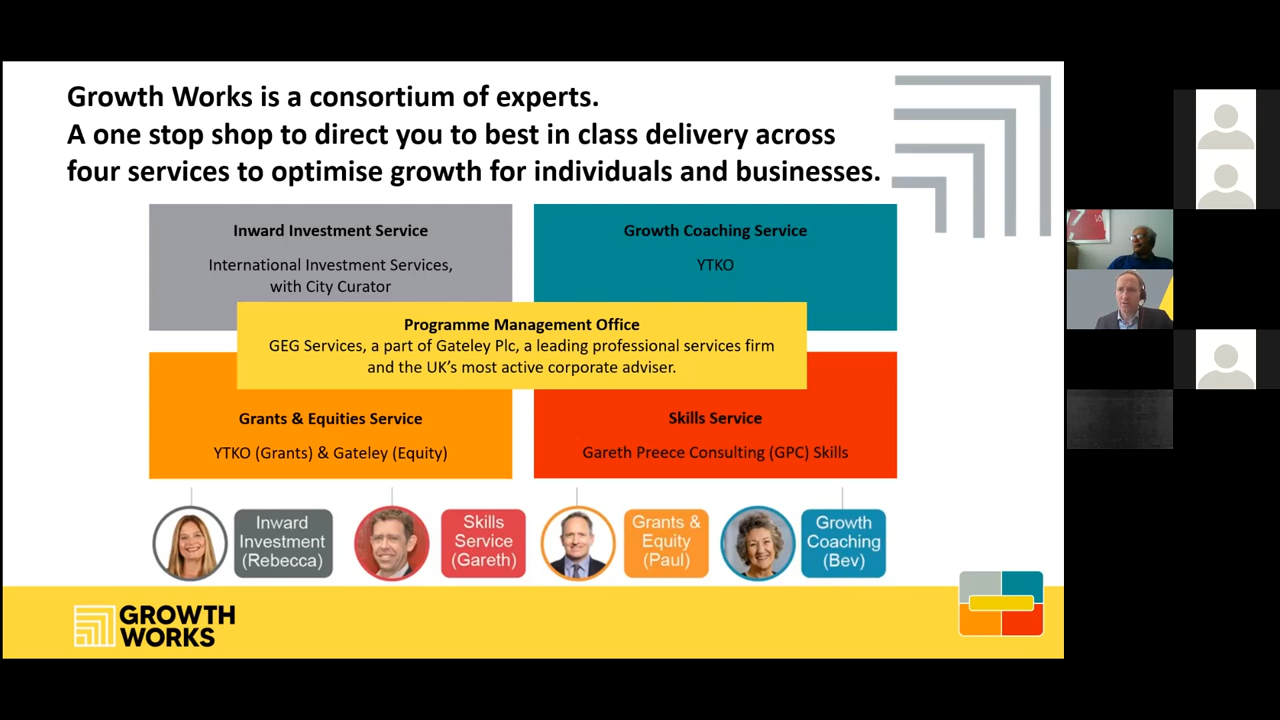 Growth Works is a consortium of experts.
A one stop shop to direct you to best in class delivery across
four services to optimise growth for individuals and businesses.
Inward Investment Service
International Investment Services,
with City Curator
Growth Coaching Service
YTKO
Programme Management Office
GEG Services, a part of Gateley Plc, a leading professional services firm
and the UK's most active corporate adviser.
Grants & Equities Service
YTKO (Grants) & Gateley (Equity)
Skills Service
Gareth Preece Consulting (GPC) Skills
Inward
Investment
(Rebecca)
Skills
Service
(Gareth)
Grants &
Equity
(Paul)
Growth
Coaching
(Bev)
GROWTH
WORKS